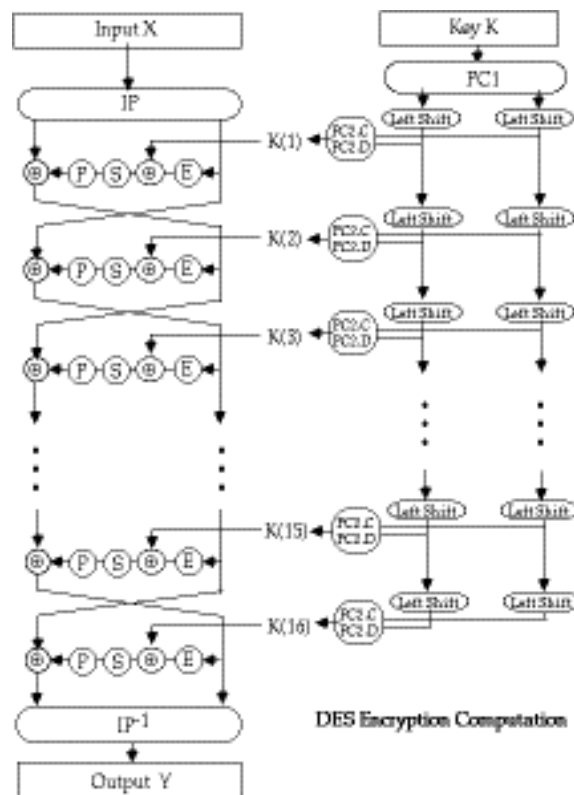 Input X
Key K
IP
PC1
Left Shift Left Shift
⊕ P S ⊕ E
K(1)
PC2.C
PC2.D
Left Shift Left Shift
⊕ P S ⊕ E
K(2)
PC2.C
PC2.D
Left Shift Left Shift
⊕ P S ⊕ E
K(3)
PC2.C
PC2.D
Left Shift Left Shift
⊕ P S ⊕ E
K(15)
PC2.C
PC2.D
Left Shift Left Shift
⊕ P S ⊕ E
K(16)
PC2.C
PC2.D
IP-1
DES Encryption Computation
Output Y